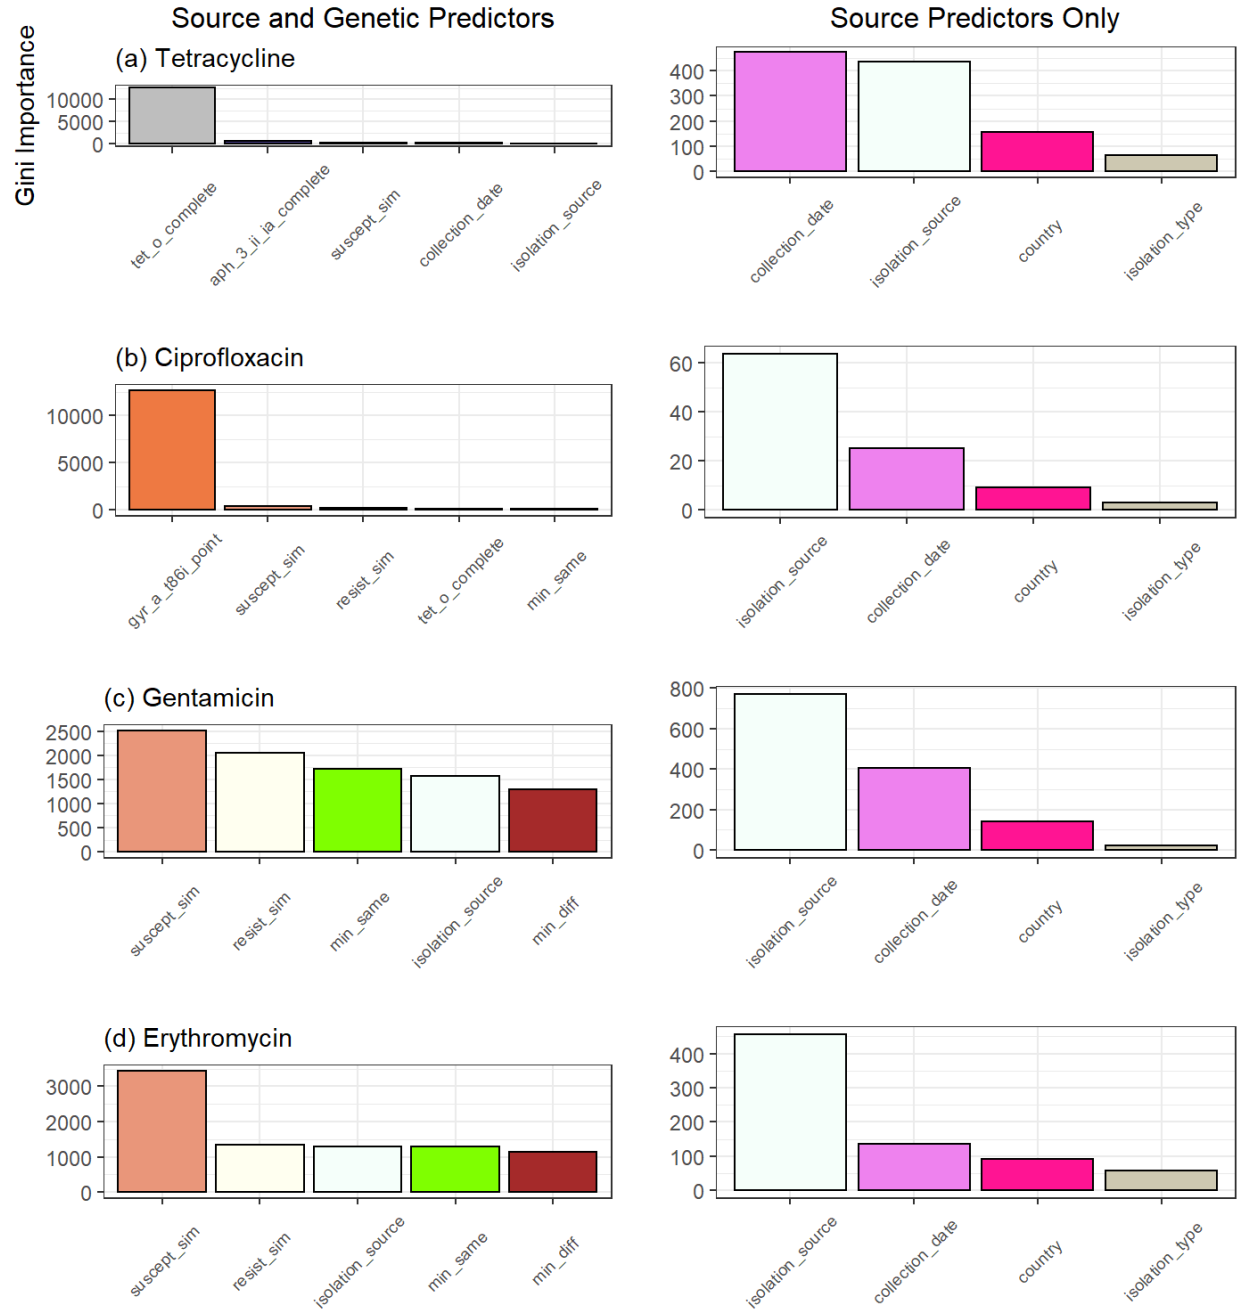 Source and Genetic Predictors
Source Predictors Only
Gini Importance
(a) Tetracycline
10000
5000
0
tet_o_complete
aph_3_ii_ia_complete
suscept_sim
collection_date
isolation_source
400
300
200
100
0
collection_date
isolation_source
country
isolation_type
(b) Ciprofloxacin
10000
5000
0
gyr_a_t86i_point
suscept_sim
resist_sim
tet_o_complete
min_same
60
40
20
0
isolation_source
collection_date
country
isolation_type
(c) Gentamicin
2500
2000
1500
1000
500
0
suscept_sim
resist_sim
min_same
isolation_source
min_diff
800
600
400
200
0
isolation_source
collection_date
country
isolation_type
(d) Erythromycin
3000
2000
1000
0
suscept_sim
resist_sim
isolation_source
min_same
min_diff
400
300
200
100
0
isolation_source
collection_date
country
isolation_type